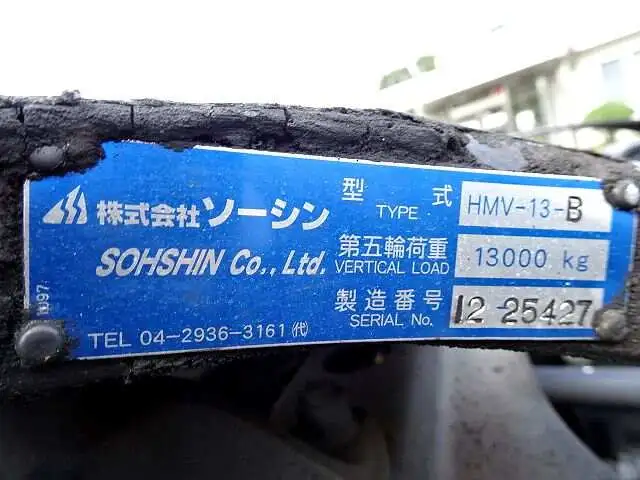 株式会社ソーシン
SOHSHIN Co., Ltd.
型式 HMV-13-B
TYPE
第五輪荷重 13000 kg
VERTICAL LOAD
製造番号 12-25427
SERIAL No.
TEL 04-2936-3161㈹